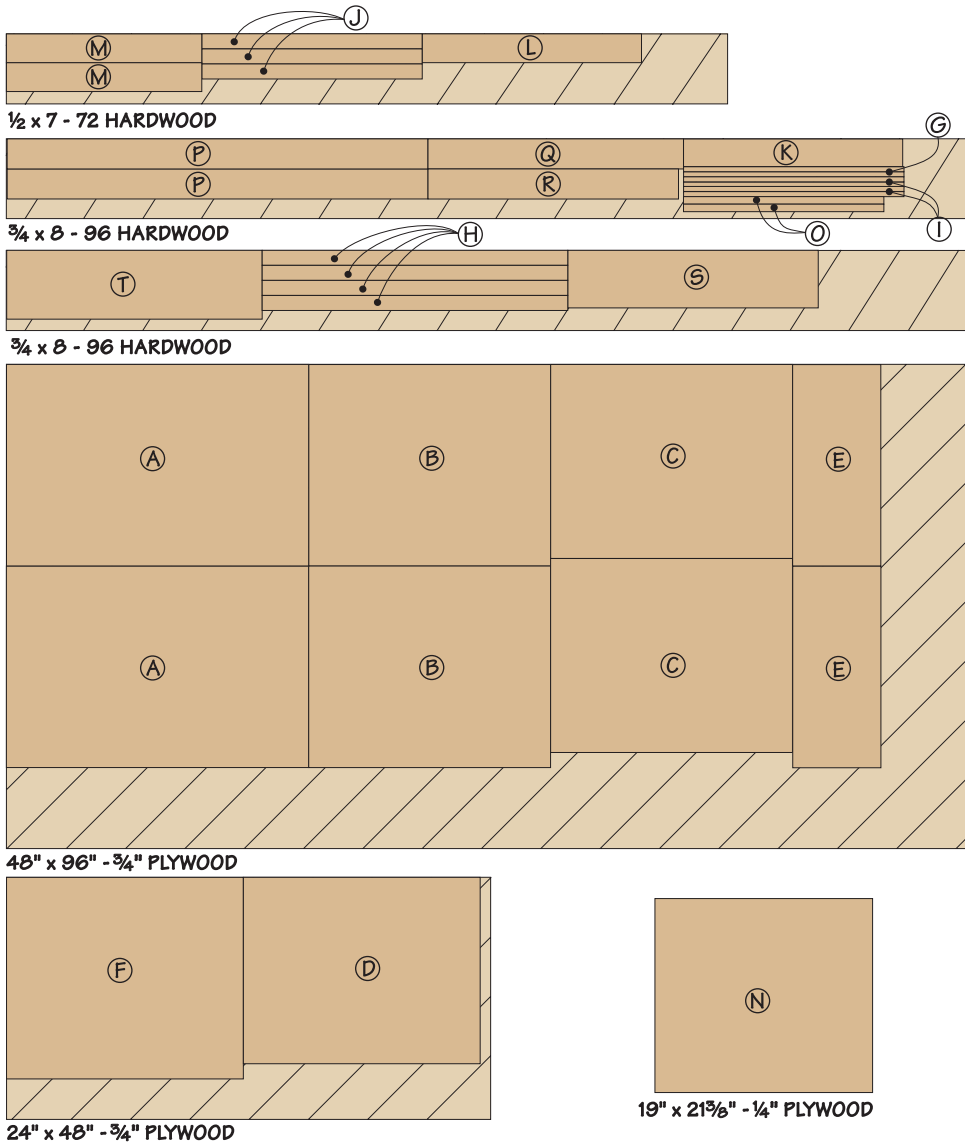 J
M
L
M
½ x 7 - 72 HARDWOOD
G
P
Q
K
P
R
¾ x 8 - 96 HARDWOOD
H
O
I
T
S
¾ x 8 - 96 HARDWOOD
A
B
C
E
A
B
C
E
48" x 96" - ¾" PLYWOOD
F
D
N
19" x 21⅜" - ¼" PLYWOOD
24" x 48" - ¾" PLYWOOD